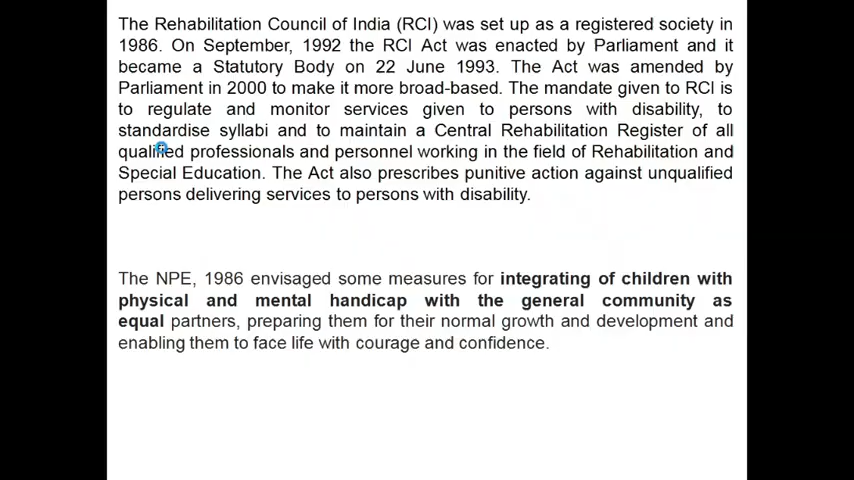 The Rehabilitation Council of India (RCI) was set up as a registered society in
1986. On September, 1992 the RCI Act was enacted by Parliament and it
became a Statutory Body on 22 June 1993. The Act was amended by
Parliament in 2000 to make it more broad-based. The mandate given to RCI is
to regulate and monitor services given to persons with disability, to
standardise syllabi and to maintain a Central Rehabilitation Register of all
qualified professionals and personnel working in the field of Rehabilitation and
Special Education. The Act also prescribes punitive action against unqualified
persons delivering services to persons with disability.
The NPE, 1986 envisaged some measures for integrating of children with
physical and mental handicap with the general community as
equal partners, preparing them for their normal growth and development and
enabling them to face life with courage and confidence.